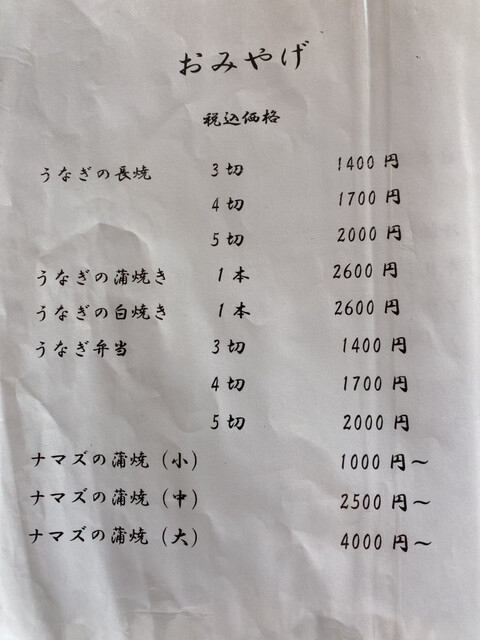 おみやげ
税込価格
うなぎの長焼 3切 1400円
4切 1700円
5切 2000円
うなぎの蒲焼き 1本 2600円
うなぎの白焼き 1本 2600円
うなぎ弁当 3切 1400円
4切 1700円
5切 2000円
ナマズの蒲焼(小) 1000円～
ナマズの蒲焼(中) 2500円～
ナマズの蒲焼(大) 4000円～